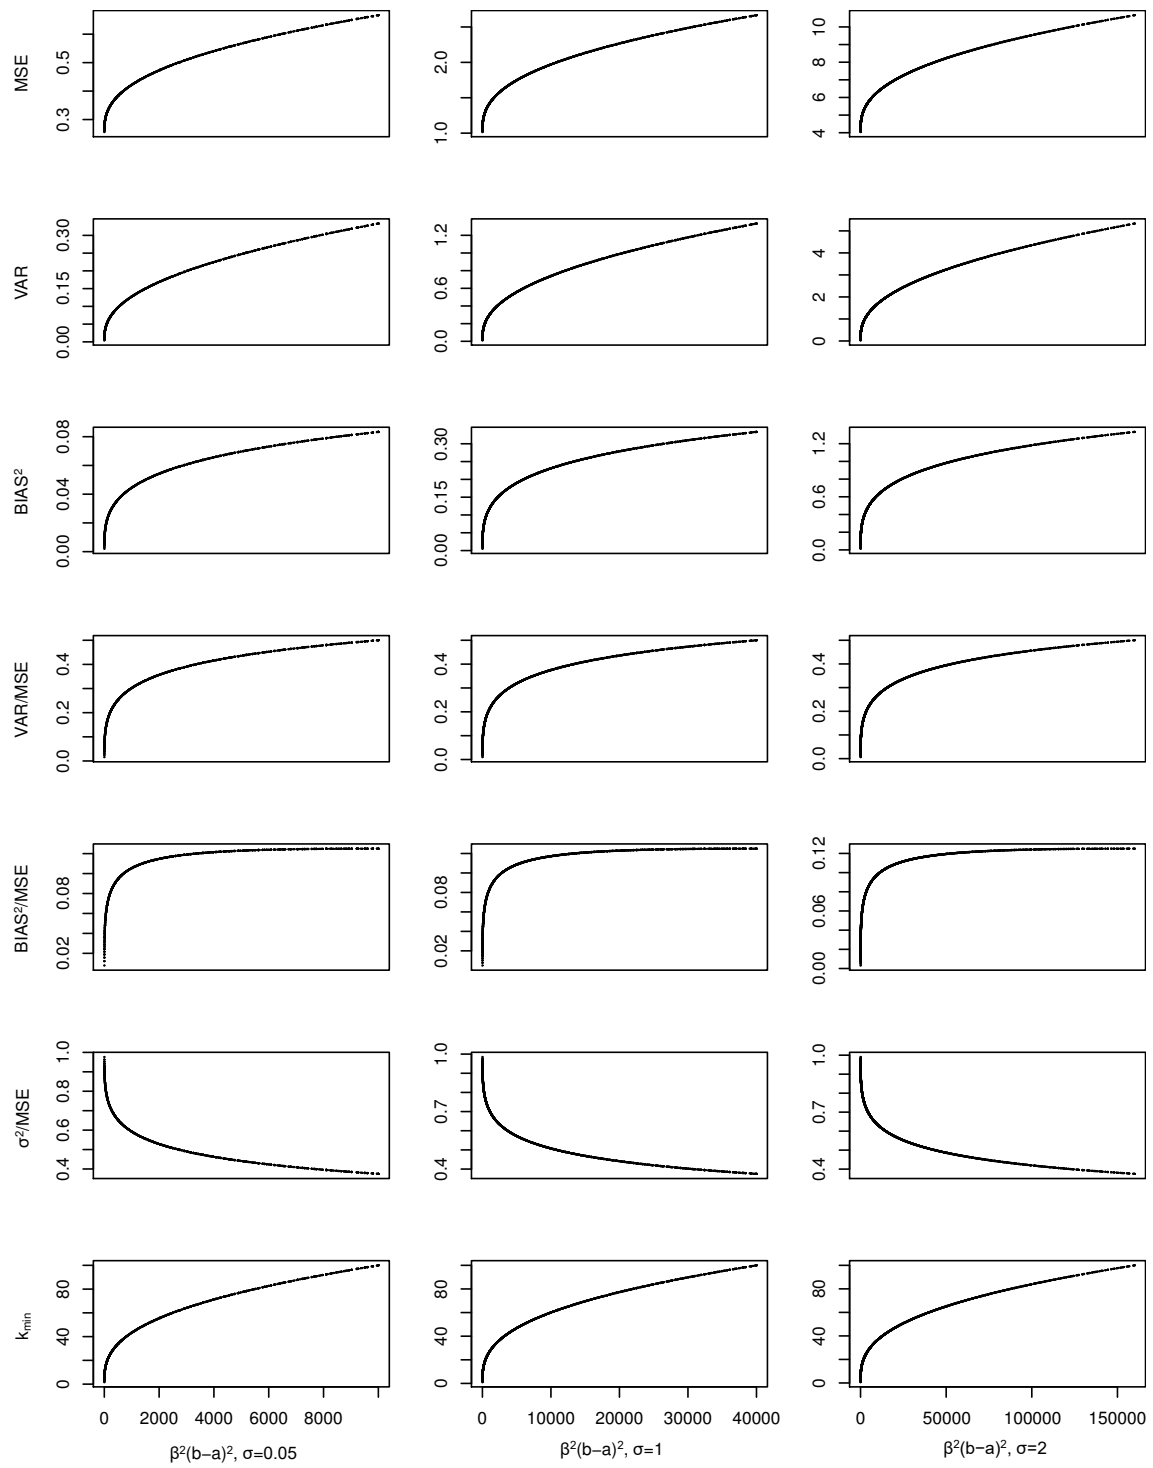 MSE
0.3 0.5
1.0 2.0
4 6 8 10
VAR
0.00 0.15 0.30
0.0 0.6 1.2
0 2 4
BIAS²
0.00 0.04 0.08
0.00 0.15 0.30
0.0 0.6 1.2
VAR/MSE
0.0 0.2 0.4
0.0 0.2 0.4
0.0 0.2 0.4
BIAS²/MSE
0.02 0.08
0.02 0.08
0.00 0.06 0.12
σ²/MSE
0.4 0.6 0.8 1.0
0.4 0.7 1.0
0.4 0.7 1.0
kmin
0 40 80
0 40 80
0 40 80
0 2000 4000 6000 8000
0 10000 20000 30000 40000
0 50000 100000 150000
β²(b−a)², σ=0.05
β²(b−a)², σ=1
β²(b−a)², σ=2